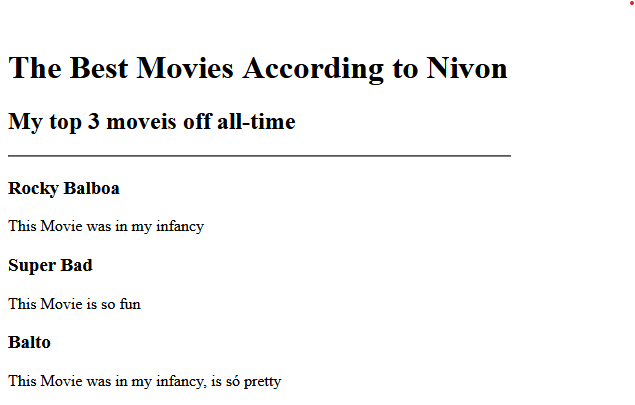 The Best Movies According to Nivon
My top 3 moveis off all-time
Rocky Balboa
This Movie was in my infancy
Super Bad
This Movie is so fun
Balto
This Movie was in my infancy, is só pretty